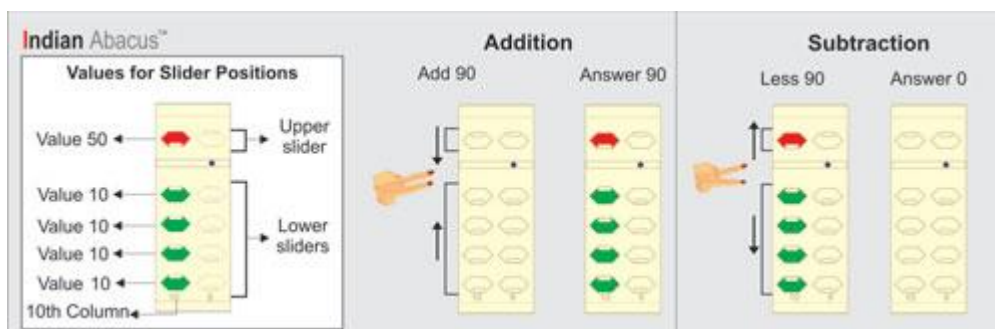 Indian Abacus™
Values for Slider Positions
Value 50
Upper
slider
Value 10
Value 10
Value 10
Value 10
Lower
sliders
10th Column
Addition
Add 90
Answer 90
Subtraction
Less 90
Answer 0